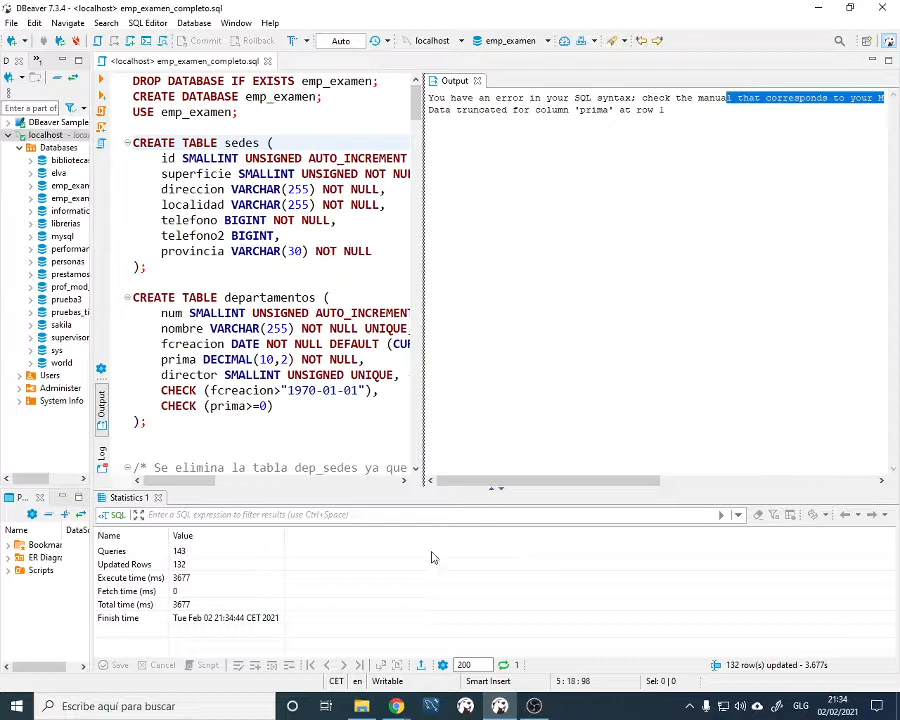 DBeaver 7.3.4 - <localhost> emp_examen_completo.sql
File Edit Navigate Search SQL Editor Database Window Help
Commit Rollback Auto localhost emp_examen
D <localhost> emp_examen_completo.sql Output
Enter a part of
DBeaver Sample
localhost
Databases
bibliotecas
elva
emp_exan
emp_exam
informatic
librerias
mysql
performan
personas
prestamos
prof_mod_
prueba3
pruebas_ti
sakila
supervisor
sys
world
Users
Administer
System Info
DROP DATABASE IF EXISTS emp_examen;
CREATE DATABASE emp_examen;
USE emp_examen;
CREATE TABLE sedes (
id SMALLINT UNSIGNED AUTO_INCREMENT
superficie SMALLINT UNSIGNED NOT NUL
direccion VARCHAR(255) NOT NULL,
localidad VARCHAR(255) NOT NULL,
telefono BIGINT NOT NULL,
telefono2 BIGINT,
provincia VARCHAR(30) NOT NULL
);
CREATE TABLE departamentos (
num SMALLINT UNSIGNED AUTO_INCREMENT
nombre VARCHAR(255) NOT NULL UNIQUE,
fcreacion DATE NOT NULL DEFAULT (CUR
prima DECIMAL(10,2) NOT NULL,
director SMALLINT UNSIGNED UNIQUE, -
CHECK (fcreacion>"1970-01-01"),
CHECK (prima>=0)
);
/* Se elimina la tabla dep_sedes ya que
Output
Log
You have an error in your SQL syntax; check the manual that corresponds to your M
Data truncated for column 'prima' at row 1
P...
Name DataSo
Bookmar
ER Diagra
Scripts
Statistics 1
SQL Enter a SQL expression to filter results (use Ctrl+Space)
Name Value
Queries 143
Updated Rows 132
Execute time (ms) 3677
Fetch time (ms) 0
Total time (ms) 3677
Finish time Tue Feb 02 21:34:44 CET 2021
Save Cancel Script 200 1 132 row(s) updated - 3.677s
CET en Writable Smart Insert 5 : 18 : 98 Sel: 0 | 0
Escribe aquí para buscar
GLG
21:34
02/02/2021